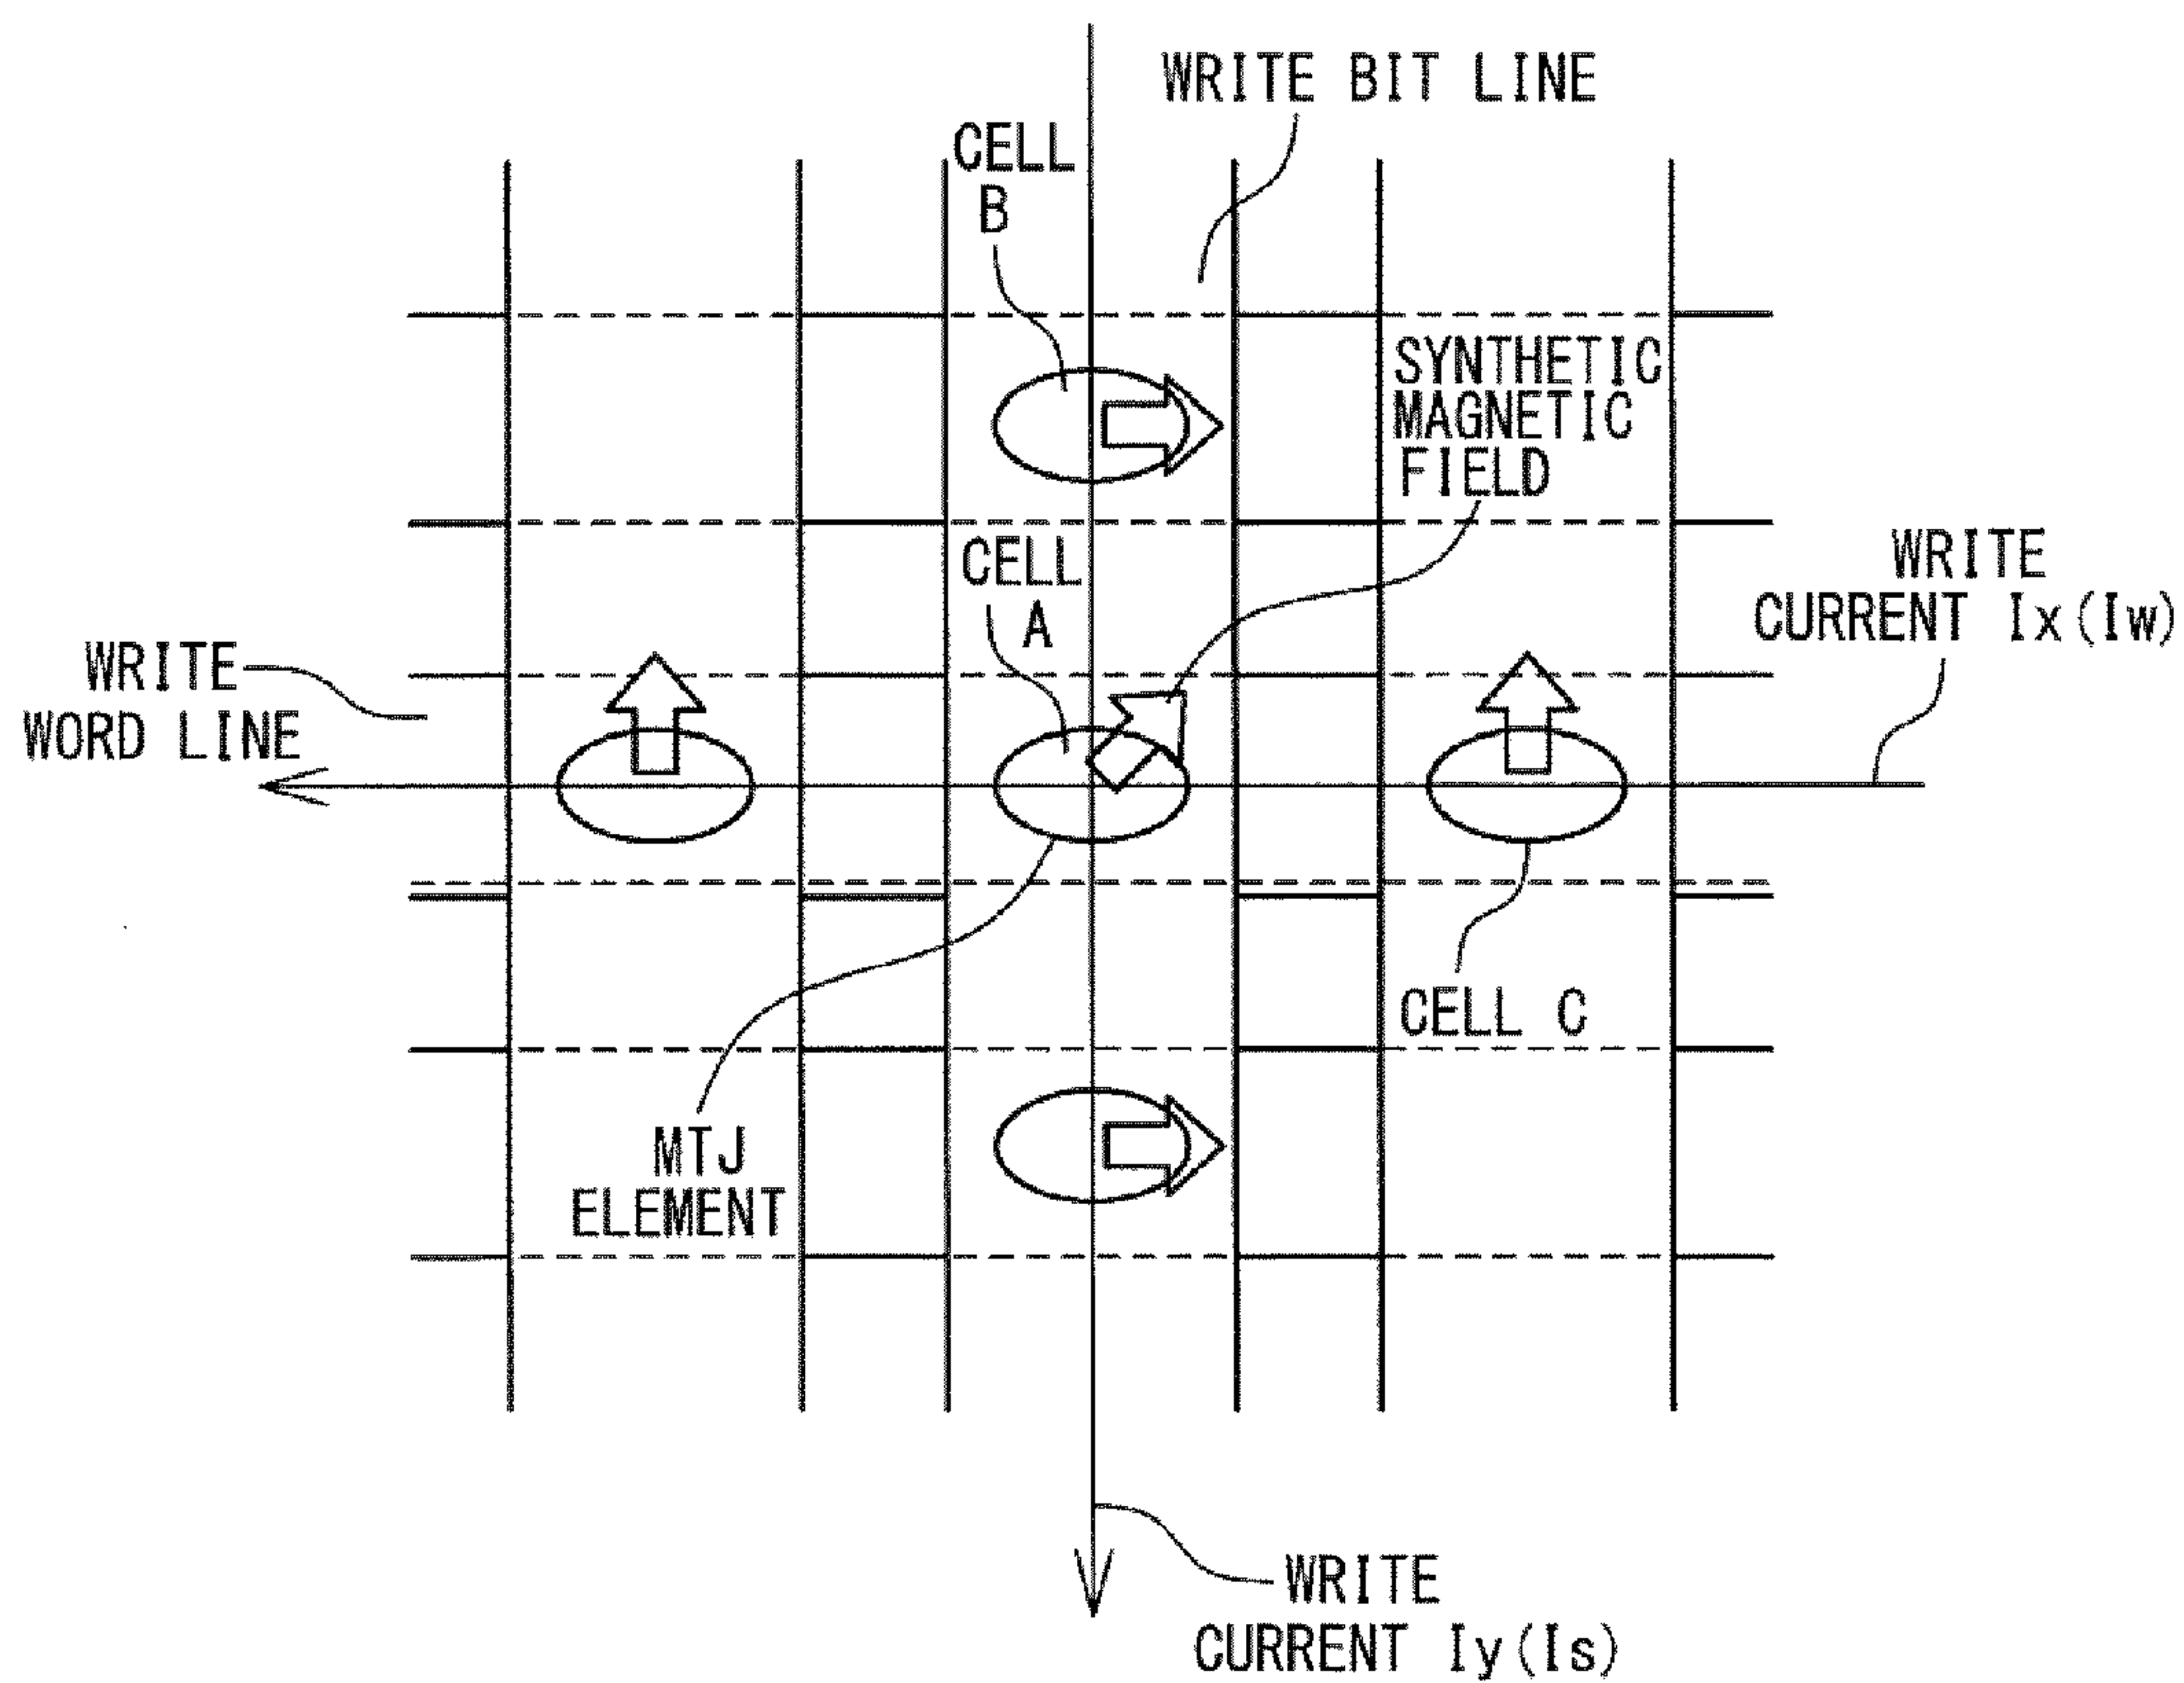 WRITE BIT LINE
CELL
B
SYNTHETIC
MAGNETIC
FIELD
CELL
A
WRITE
CURRENT Ix(Iw)
WRITE
WORD LINE
CELL C
MTJ
ELEMENT
WRITE
CURRENT Iy(Is)